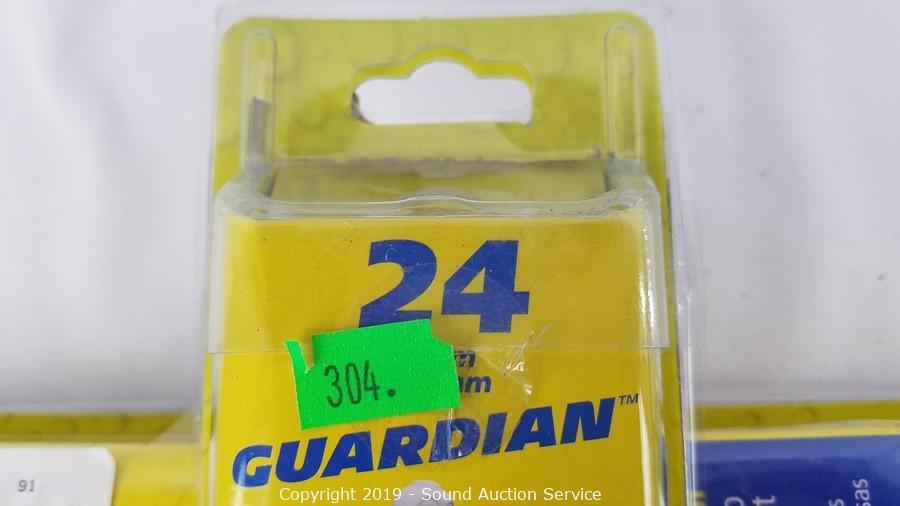 24
304.
GUARDIAN™
91
Copyright 2019 - Sound Auction Service